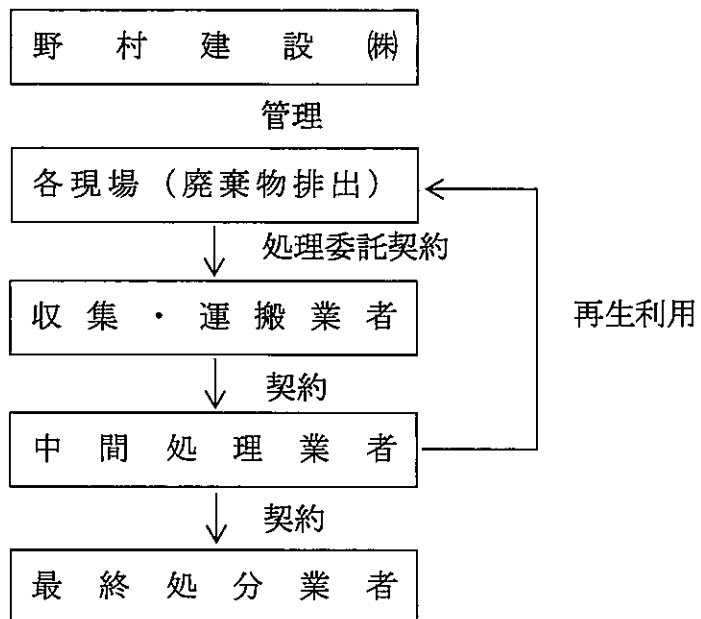 野村建設㈱
管理
各現場（廃棄物排出）
処理委託契約
収集・運搬業者
再生利用
契約
中間処理業者
契約
最終処分業者